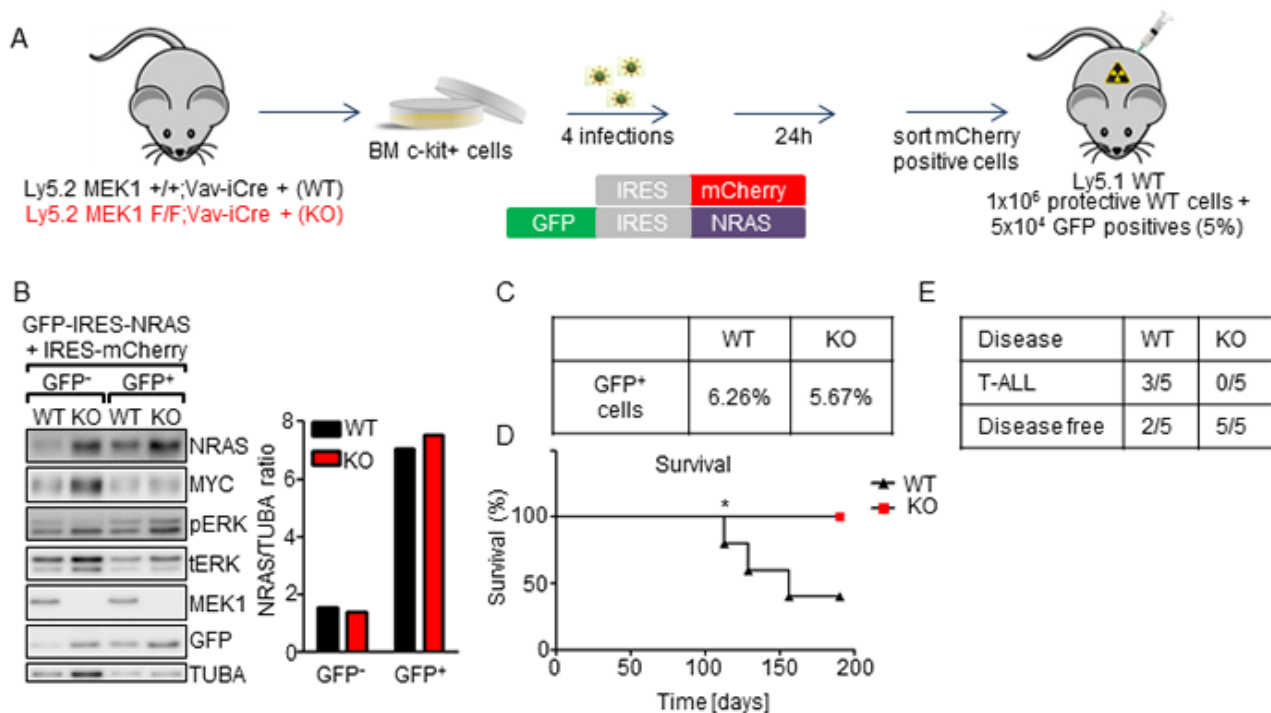 A
Ly5.2 MEK1 +/+;Vav-iCre + (WT)
Ly5.2 MEK1 F/F;Vav-iCre + (KO)
BM c-kit+ cells
4 infections
24h
sort mCherry
positive cells
IRES mCherry
GFP IRES NRAS
Ly5.1 WT
1x10⁶ protective WT cells +
5x10⁴ GFP positives (5%)
B
GFP-IRES-NRAS
+ IRES-mCherry
GFP⁻ GFP⁺
WT KO WT KO
NRAS
MYC
pERK
tERK
MEK1
GFP
TUBA
NRAS/TUBA ratio
8
6
4
2
0
WT
KO
GFP⁻ GFP⁺
C
WT KO
GFP⁺
cells
6.26% 5.67%
D
Survival
Survival (%)
100
50
0
*
WT
KO
0 50 100 150 200
Time [days]
E
Disease WT KO
T-ALL 3/5 0/5
Disease free 2/5 5/5